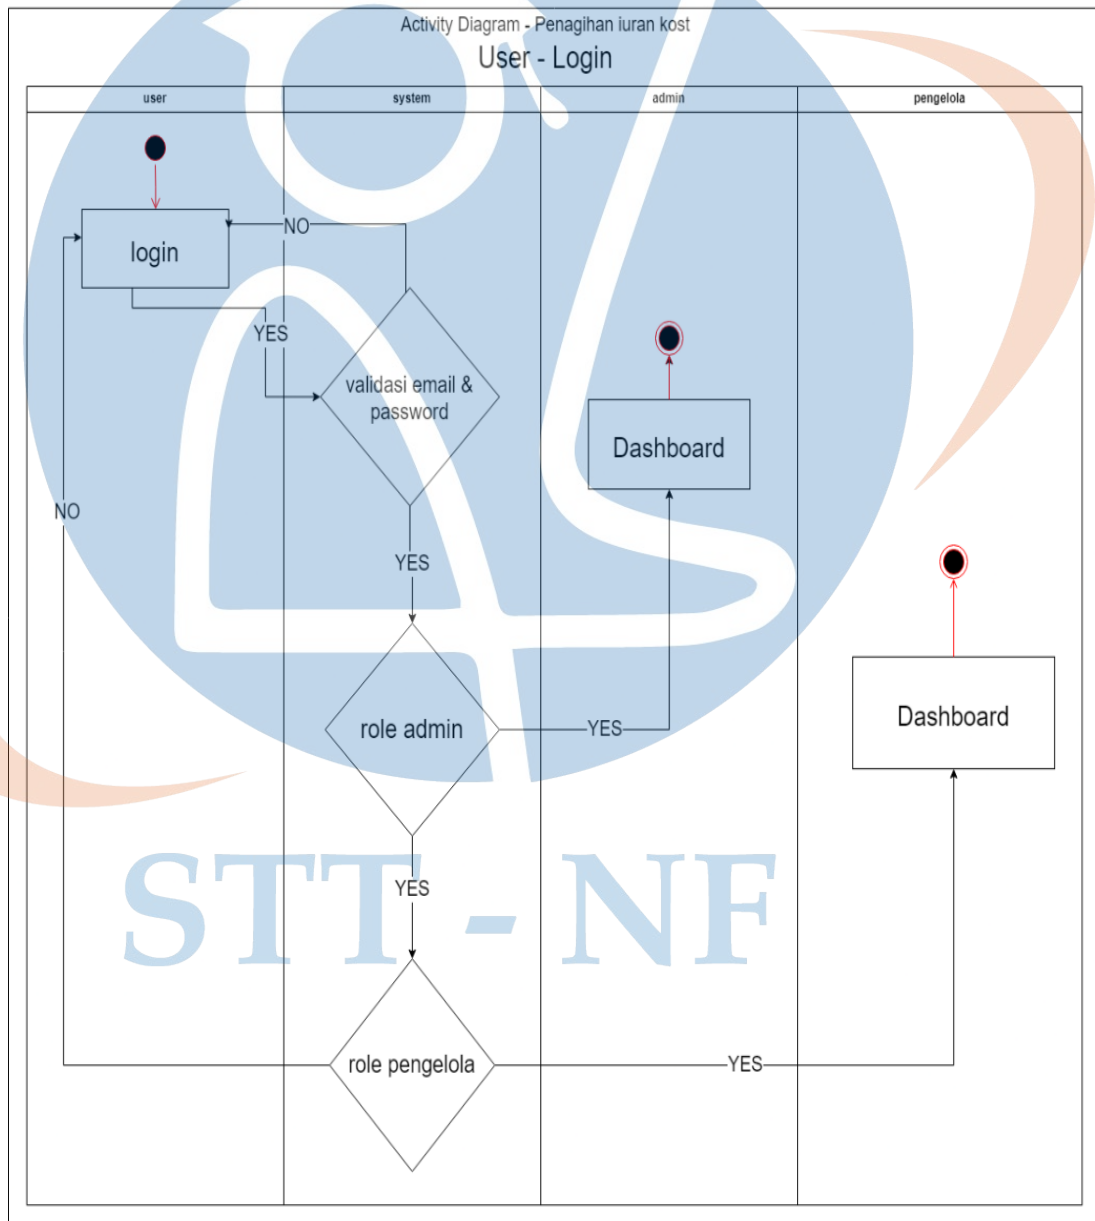 Activity Diagram - Penagihan iuran kost
User - Login
user
system
admin
pengelola
login
NO
YES
validasi email &
password
Dashboard
NO
YES
role admin
YES
Dashboard
YES
STT - NF
role pengelola
YES